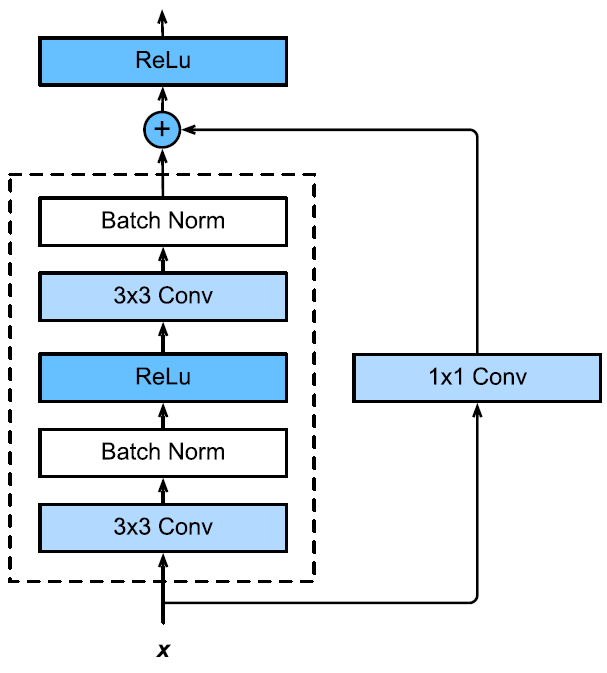 ReLu
+
Batch Norm
3x3 Conv
ReLu
1x1 Conv
Batch Norm
3x3 Conv
x